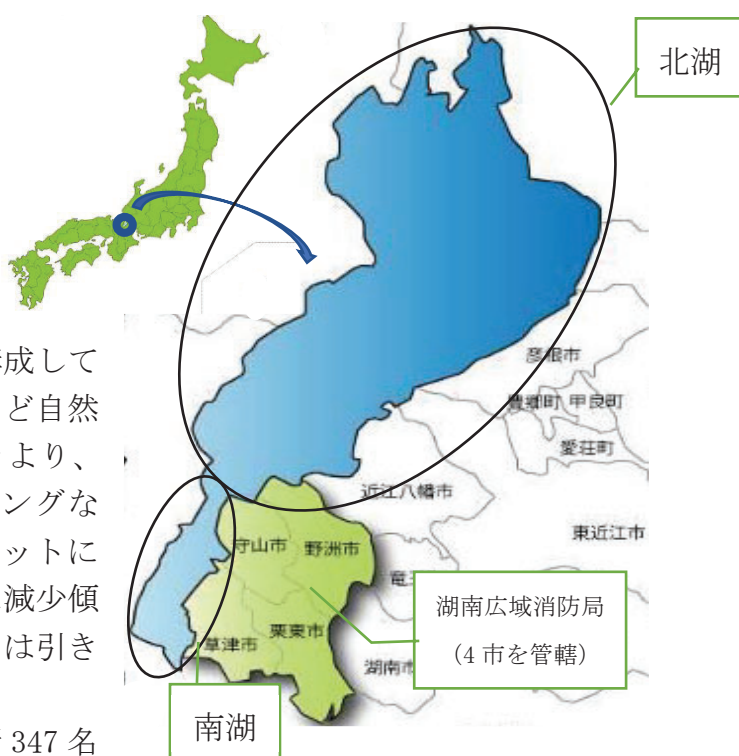 北湖
彦根市
豊郷町 甲良町
愛荘町
近江八幡市
東近江市
守山市 野洲市
栗東市
草津市
湖南市
湖南広域消防局
(4 市を管轄)
南湖
成して
ど自然
より、
ングな
ットに
減少傾
は引き
347 名